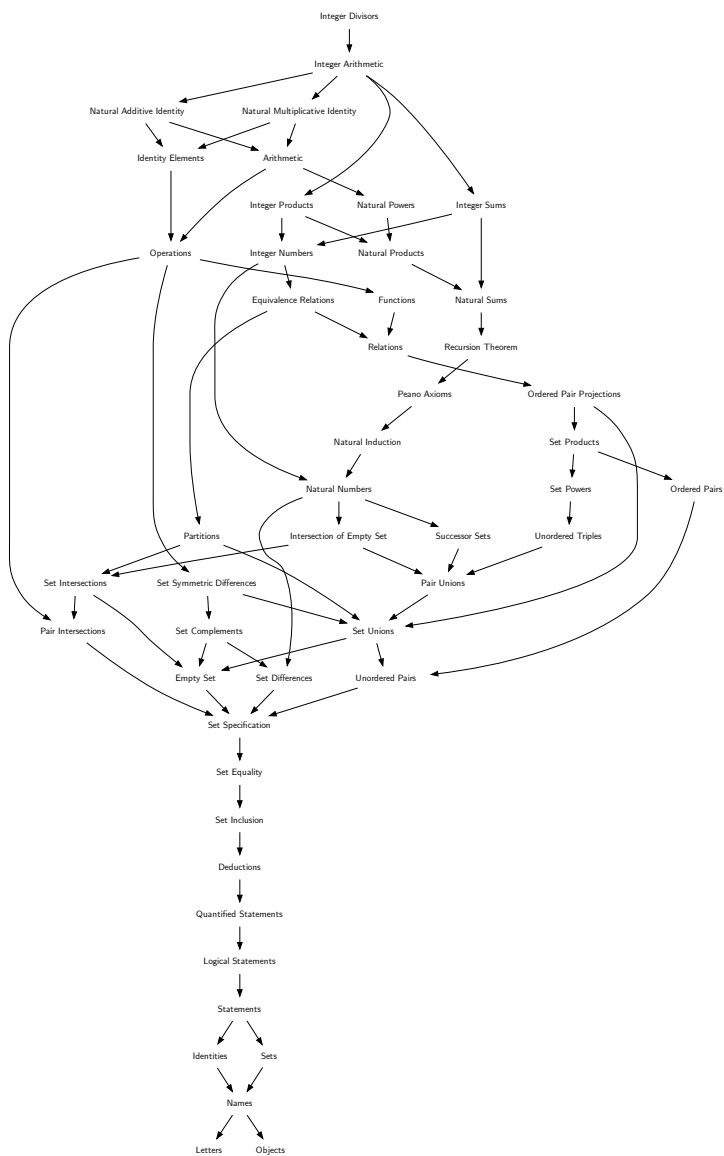 Integer Divisors
Integer Arithmetic
Natural Additive Identity
Natural Multiplicative Identity
Identity Elements
Arithmetic
Integer Products
Natural Powers
Integer Sums
Operations
Integer Numbers
Natural Products
Equivalence Relations
Functions
Natural Sums
Relations
Recursion Theorem
Peano Axioms
Ordered Pair Projections
Natural Induction
Set Products
Natural Numbers
Set Powers
Ordered Pairs
Partitions
Intersection of Empty Set
Successor Sets
Unordered Triples
Set Intersections
Set Symmetric Differences
Pair Unions
Pair Intersections
Set Complements
Set Unions
Empty Set
Set Differences
Unordered Pairs
Set Specification
Set Equality
Set Inclusion
Deductions
Quantified Statements
Logical Statements
Statements
Identities
Sets
Names
Letters
Objects